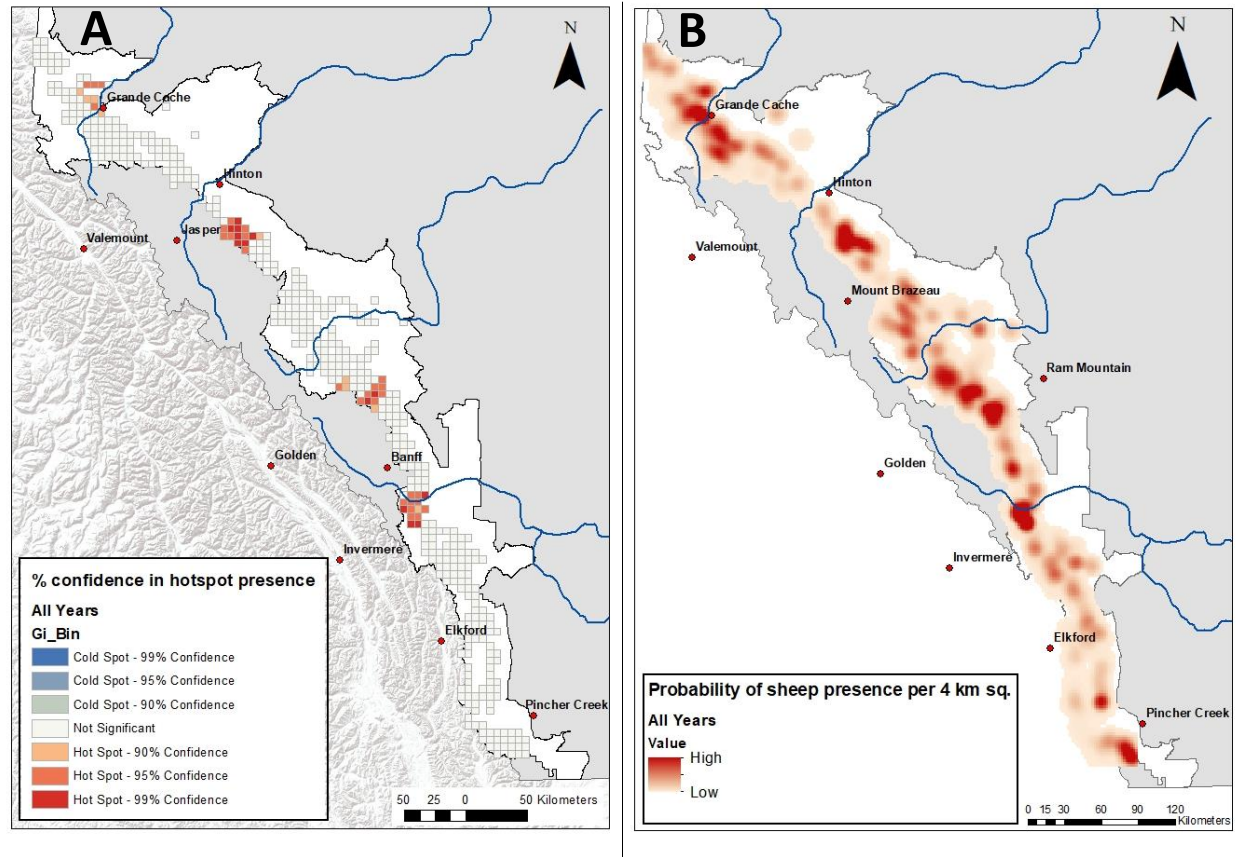 A
N
Grande Cache
Hinton
Jasper
Valemount
Banff
Golden
Invermere
Elkford
Pincher Creek
% confidence in hotspot presence
All Years
Gi_Bin
Cold Spot - 99% Confidence
Cold Spot - 95% Confidence
Cold Spot - 90% Confidence
Not Significant
Hot Spot - 90% Confidence
Hot Spot - 95% Confidence
Hot Spot - 99% Confidence
50 25 0 50 Kilometers
B
N
Grande Cache
Hinton
Valemount
Mount Brazeau
Ram Mountain
Golden
Invermere
Elkford
Pincher Creek
Probability of sheep presence per 4 km sq.
All Years
Value
High
Low
0 15 30 60 90 120
Kilometers